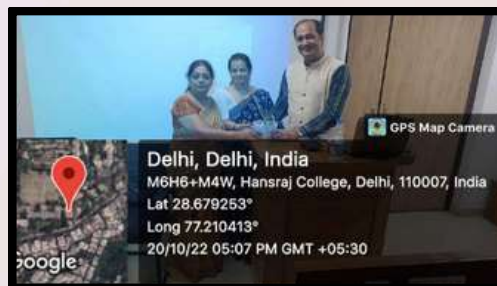 GPS Map Camera
Delhi, Delhi, India
M6H6+M4W, Hansraj College, Delhi, 110007, India
Lat 28.679253°
Long 77.210413°
20/10/22 05:07 PM GMT +05:30
Google